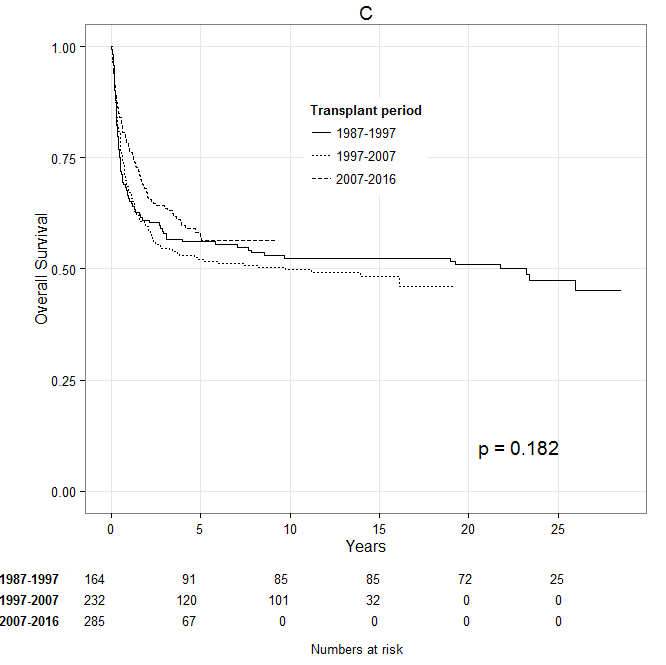 C
1.00
0.75
0.50
0.25
0.00
Overall Survival
Transplant period
1987-1997
1997-2007
2007-2016
p = 0.182
0 5 10 15 20 25
Years
1987-1997 164 91 85 85 72 25
1997-2007 232 120 101 32 0 0
2007-2016 285 67 0 0 0 0
Numbers at risk